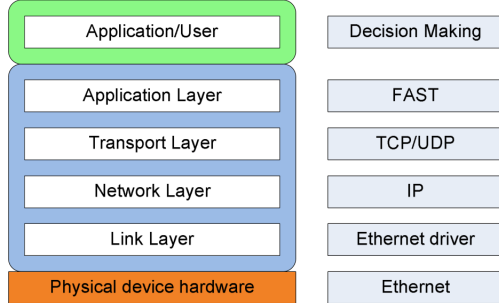 Application/User
Decision Making
Application Layer
FAST
Transport Layer
TCP/UDP
Network Layer
IP
Link Layer
Ethernet driver
Physical device hardware
Ethernet